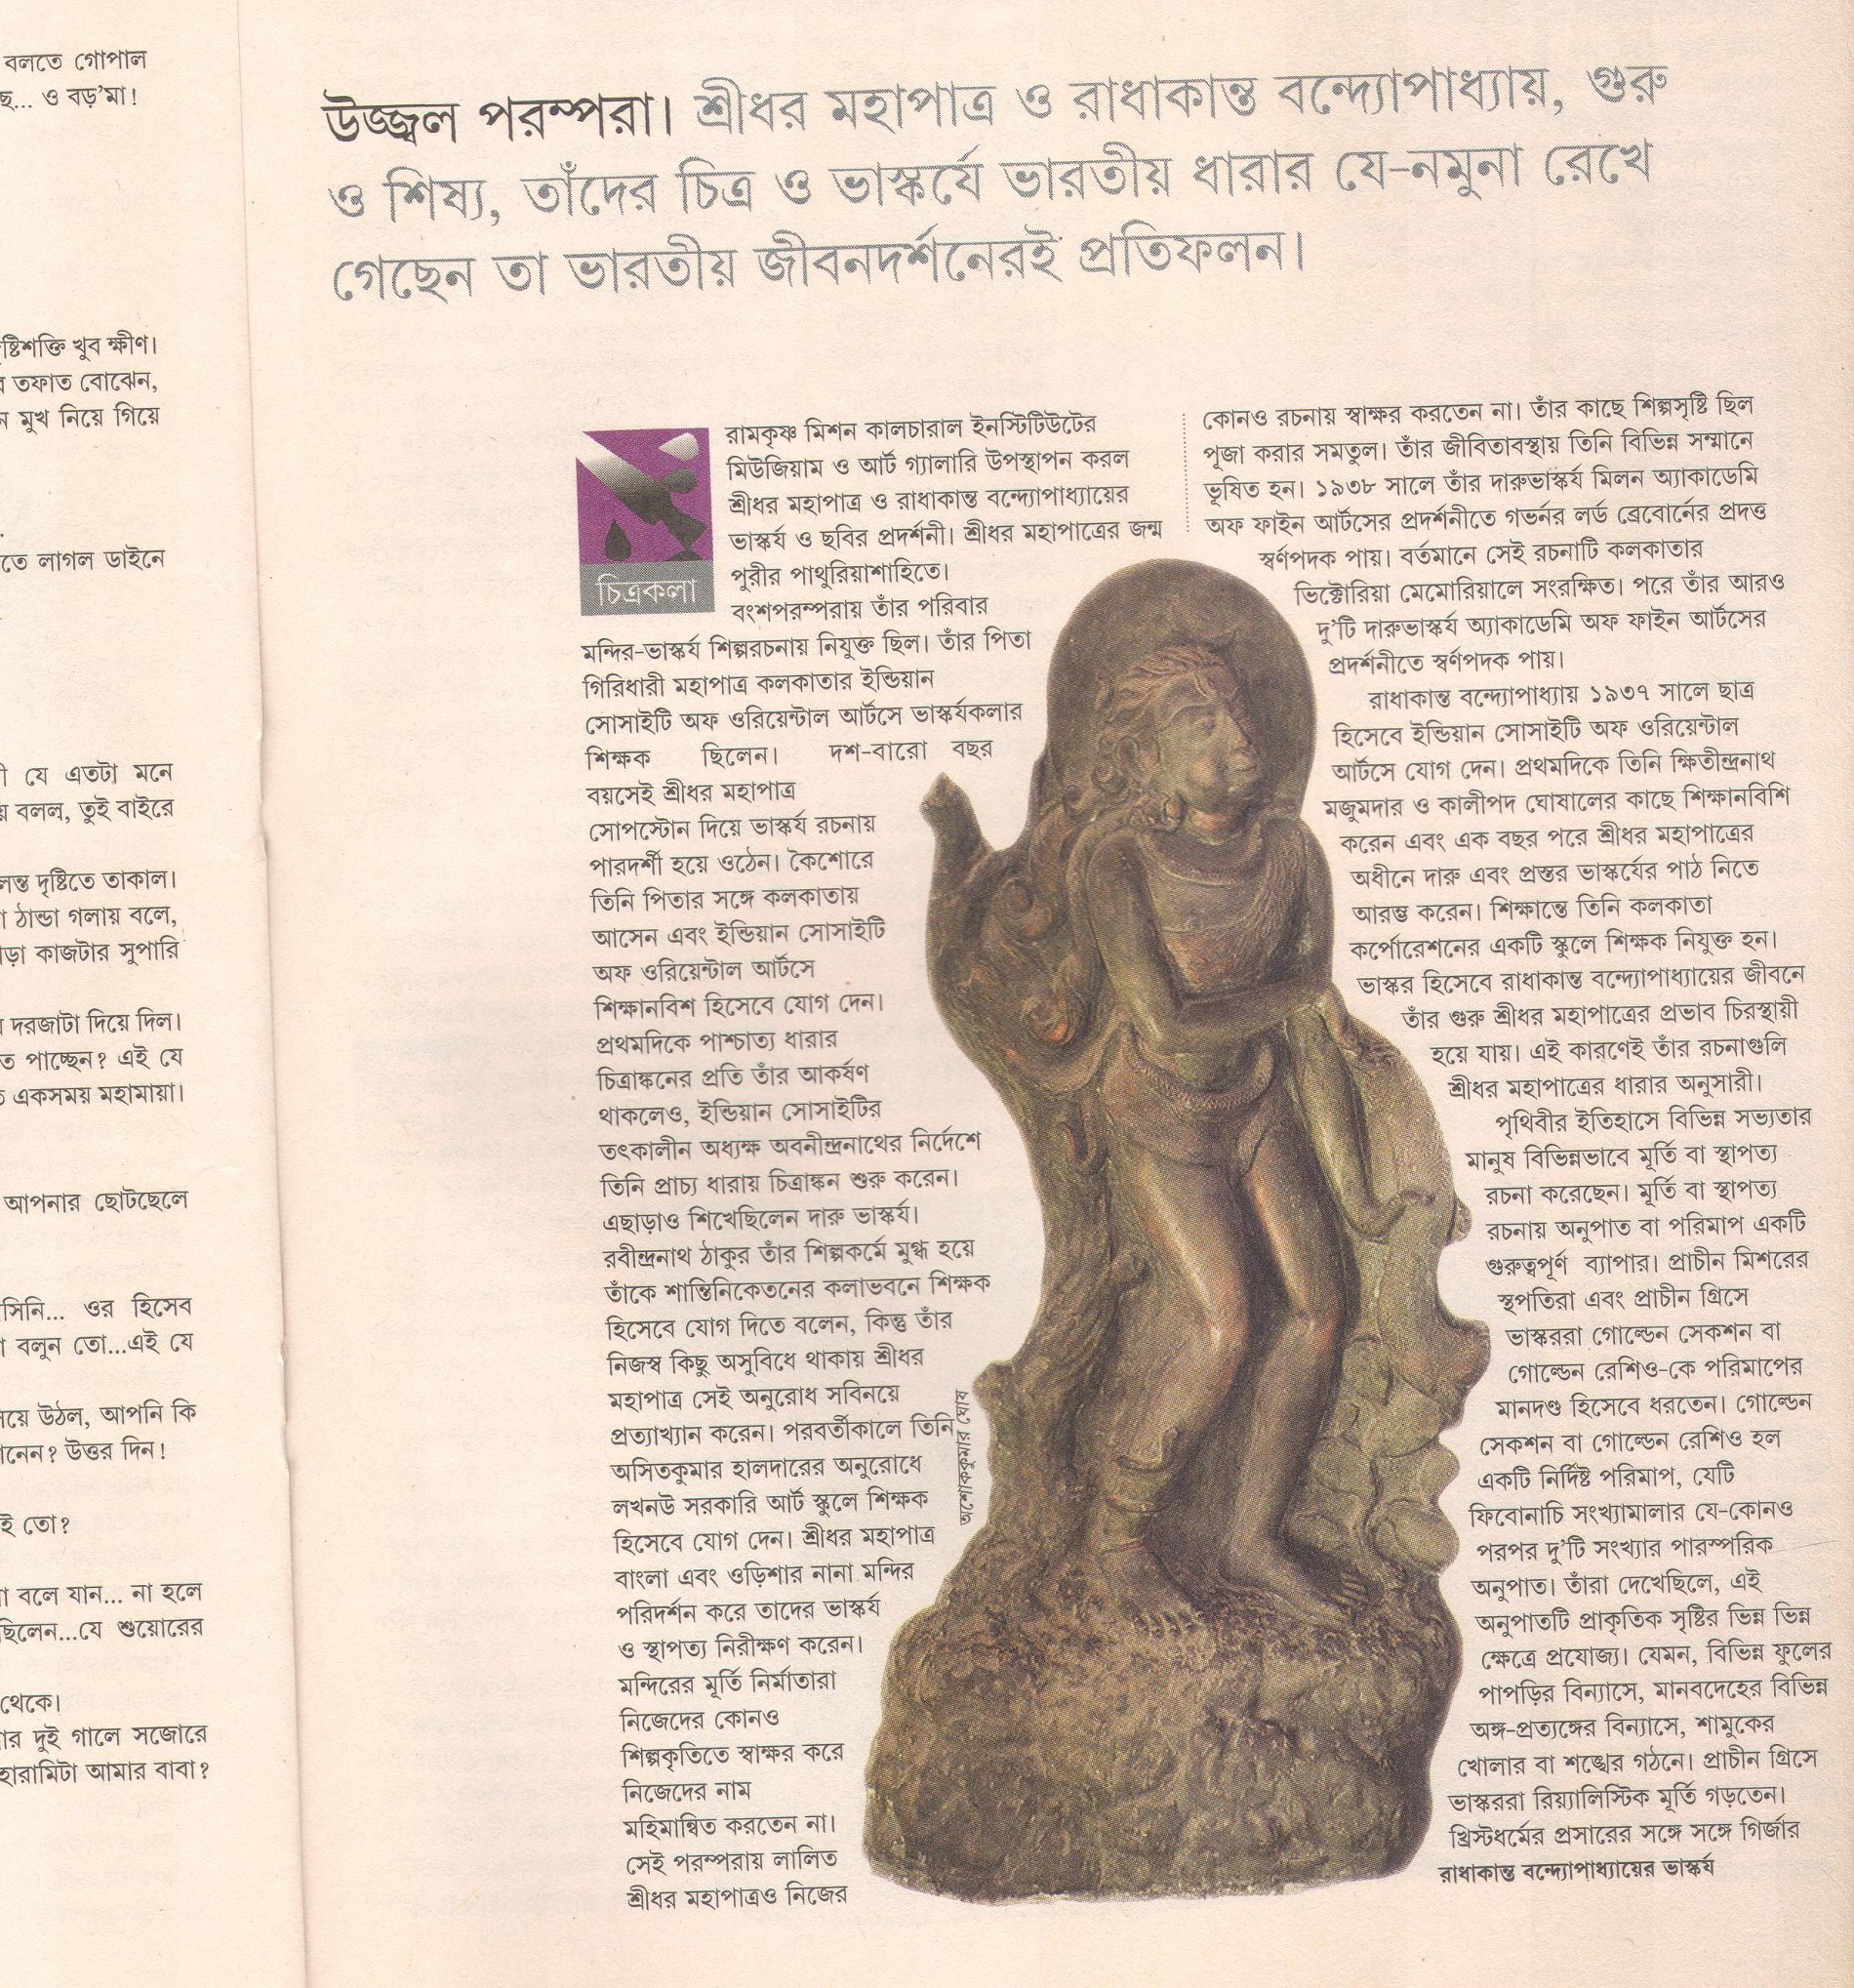 বলতে গোপাল
ও বড়'মা!
খুব ক্ষীণ।
তফাত বোঝেন,
মুখ নিয়ে গিয়ে
লাগল ডাইনে
যে এতটা মনে
বলল, তুই বাইরে
দৃষ্টিতে তাকাল।
ঠান্ডা গলায় বলে,
কাজটার সুপারি
দরজাটা দিয়ে দিল।
পাচ্ছেন? এই যে
একসময় মহামায়া।
আপনার ছোটছেলে
ওর হিসেব
বলুন তো...এই যে
উঠল, আপনি কি
উত্তর দিন!
তো?
বলে যান... না হলে
যে শুয়োরের
থেকে।
দুই গালে সজোরে
আমার বাবা?
উজ্জ্বল পরম্পরা। শ্রীধর মহাপাত্র ও রাধাকান্ত বন্দ্যোপাধ্যায়, গুরু
ও শিষ্য, তাঁদের চিত্র ও ভাস্কর্যে ভারতীয় ধারার যে-নমুনা রেখে
গেছেন তা ভারতীয় জীবনদর্শনেরই প্রতিফলন।
চিত্রকলা
রামকৃষ্ণ মিশন কালচারাল ইনস্টিটিউটের
মিউজিয়াম ও আর্ট গ্যালারি উপস্থাপন করল
শ্রীধর মহাপাত্র ও রাধাকান্ত বন্দ্যোপাধ্যায়ের
ভাস্কর্য ও ছবির প্রদর্শনী। শ্রীধর মহাপাত্রের জন্ম
পুরীর পাথুরিয়াশাহিতে।
বংশপরম্পরায় তাঁর পরিবার
মন্দির-ভাস্কর্য শিল্পরচনায় নিযুক্ত ছিল। তাঁর পিতা
গিরিধারী মহাপাত্র কলকাতার ইন্ডিয়ান
সোসাইটি অফ ওরিয়েন্টাল আর্টসে ভাস্কর্যকলার
শিক্ষক ছিলেন। দশ-বারো বছর
বয়সেই শ্রীধর মহাপাত্র
সোপস্টোন দিয়ে ভাস্কর্য রচনায়
পারদর্শী হয়ে ওঠেন। কৈশোরে
তিনি পিতার সঙ্গে কলকাতায়
আসেন এবং ইন্ডিয়ান সোসাইটি
অফ ওরিয়েন্টাল আর্টসে
শিক্ষানবিশ হিসেবে যোগ দেন।
প্রথমদিকে পাশ্চাত্য ধারার
চিত্রাঙ্কনের প্রতি তাঁর আকর্ষণ
থাকলেও, ইন্ডিয়ান সোসাইটির
তৎকালীন অধ্যক্ষ অবনীন্দ্রনাথের নির্দেশে
তিনি প্রাচ্য ধারায় চিত্রাঙ্কন শুরু করেন।
এছাড়াও শিখেছিলেন দারু ভাস্কর্য।
রবীন্দ্রনাথ ঠাকুর তাঁর শিল্পকর্মে মুগ্ধ হয়ে
তাঁকে শান্তিনিকেতনের কলাভবনে শিক্ষক
হিসেবে যোগ দিতে বলেন, কিন্তু তাঁর
নিজস্ব কিছু অসুবিধে থাকায় শ্রীধর
মহাপাত্র সেই অনুরোধ সবিনয়ে
প্রত্যাখ্যান করেন। পরবর্তীকালে তিনি
অসিতকুমার হালদারের অনুরোধে
লখনউ সরকারি আর্ট স্কুলে শিক্ষক
হিসেবে যোগ দেন। শ্রীধর মহাপাত্র
বাংলা এবং ওড়িশার নানা মন্দির
পরিদর্শন করে তাদের ভাস্কর্য
ও স্থাপত্য নিরীক্ষণ করেন।
মন্দিরের মূর্তি নির্মাতারা
নিজেদের কোনও
শিল্পকৃতিতে স্বাক্ষর করে
নিজেদের নাম
মহিমান্বিত করতেন না।
সেই পরম্পরায় লালিত
শ্রীধর মহাপাত্রও নিজের
অশোককুমার ঘোষ
কোনও রচনায় স্বাক্ষর করতেন না। তাঁর কাছে শিল্পসৃষ্টি ছিল
পূজা করার সমতুল। তাঁর জীবিতাবস্থায় তিনি বিভিন্ন সম্মানে
ভূষিত হন। ১৯৩৮ সালে তাঁর দারুভাস্কর্য মিলন অ্যাকাডেমি
অফ ফাইন আর্টসের প্রদর্শনীতে গভর্নর লর্ড ব্রেবোর্নের প্রদত্ত
স্বর্ণপদক পায়। বর্তমানে সেই রচনাটি কলকাতার
ভিক্টোরিয়া মেমোরিয়ালে সংরক্ষিত। পরে তাঁর আরও
দু'টি দারুভাস্কর্য অ্যাকাডেমি অফ ফাইন আর্টসের
প্রদর্শনীতে স্বর্ণপদক পায়।
রাধাকান্ত বন্দ্যোপাধ্যায় ১৯৩৭ সালে ছাত্র
হিসেবে ইন্ডিয়ান সোসাইটি অফ ওরিয়েন্টাল
আর্টসে যোগ দেন। প্রথমদিকে তিনি ক্ষিতীন্দ্রনাথ
মজুমদার ও কালীপদ ঘোষালের কাছে শিক্ষানবিশি
করেন এবং এক বছর পরে শ্রীধর মহাপাত্রের
অধীনে দারু এবং প্রস্তর ভাস্কর্যের পাঠ নিতে
আরম্ভ করেন। শিক্ষান্তে তিনি কলকাতা
কর্পোরেশনের একটি স্কুলে শিক্ষক নিযুক্ত হন।
ভাস্কর হিসেবে রাধাকান্ত বন্দ্যোপাধ্যায়ের জীবনে
তাঁর গুরু শ্রীধর মহাপাত্রের প্রভাব চিরস্থায়ী
হয়ে যায়। এই কারণেই তাঁর রচনাগুলি
শ্রীধর মহাপাত্রের ধারার অনুসারী।
পৃথিবীর ইতিহাসে বিভিন্ন সভ্যতার
মানুষ বিভিন্নভাবে মূর্তি বা স্থাপত্য
রচনা করেছেন। মূর্তি বা স্থাপত্য
রচনায় অনুপাত বা পরিমাপ একটি
গুরুত্বপূর্ণ ব্যাপার। প্রাচীন মিশরের
স্থপতিরা এবং প্রাচীন গ্রিসে
ভাস্কররা গোল্ডেন সেকশন বা
গোল্ডেন রেশিও-কে পরিমাপের
মানদণ্ড হিসেবে ধরতেন। গোল্ডেন
সেকশন বা গোল্ডেন রেশিও হল
একটি নির্দিষ্ট পরিমাপ, যেটি
ফিবোনাচি সংখ্যামালার যে-কোনও
পরপর দু'টি সংখ্যার পারস্পরিক
অনুপাত। তাঁরা দেখেছিলে, এই
অনুপাতটি প্রাকৃতিক সৃষ্টির ভিন্ন ভিন্ন
ক্ষেত্রে প্রযোজ্য। যেমন, বিভিন্ন ফুলের
পাপড়ির বিন্যাসে, মানবদেহের বিভিন্ন
অঙ্গ-প্রত্যঙ্গের বিন্যাসে, শামুকের
খোলার বা শঙ্খের গঠনে। প্রাচীন গ্রিসে
ভাস্কররা রিয়্যালিস্টিক মূর্তি গড়তেন।
খ্রিস্টধর্মের প্রসারের সঙ্গে সঙ্গে গির্জার
রাধাকান্ত বন্দ্যোপাধ্যায়ের ভাস্কর্য